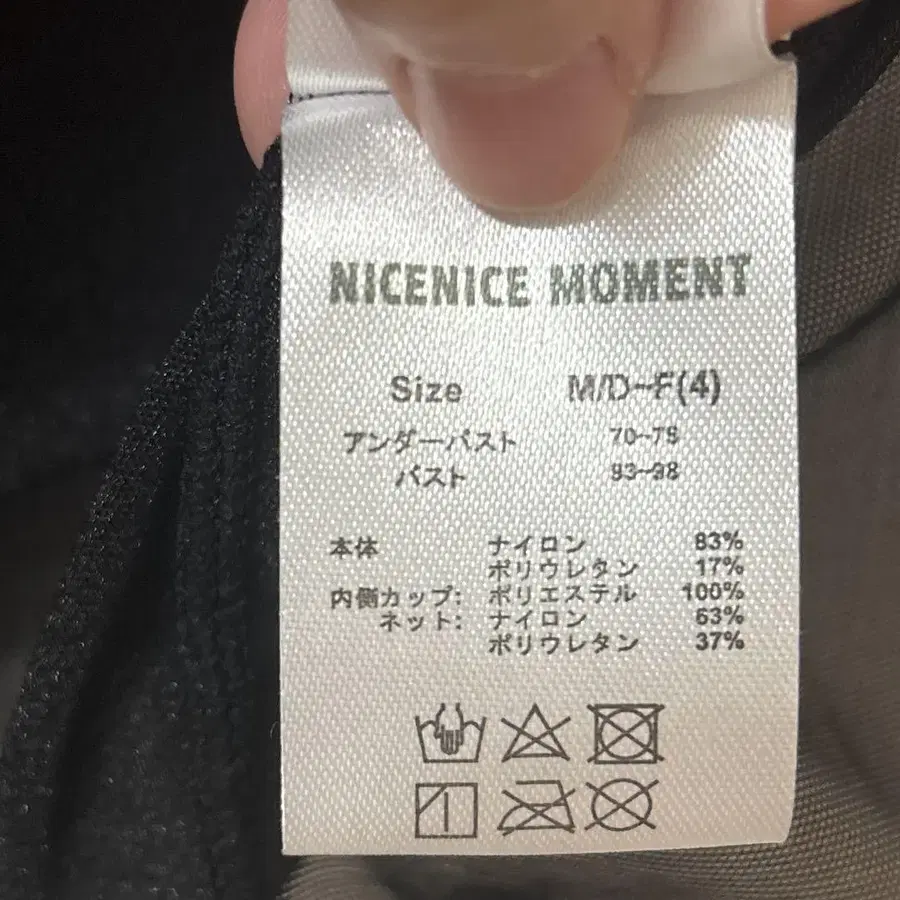 NICENICE MOMENT
Size M/D~F(4)
アンダーバスト 70~75
バスト 93~98
本体 ナイロン 83%
ポリウレタン 17%
内側カップ: ポリエステル 100%
ネット: ナイロン 63%
ポリウレタン 37%